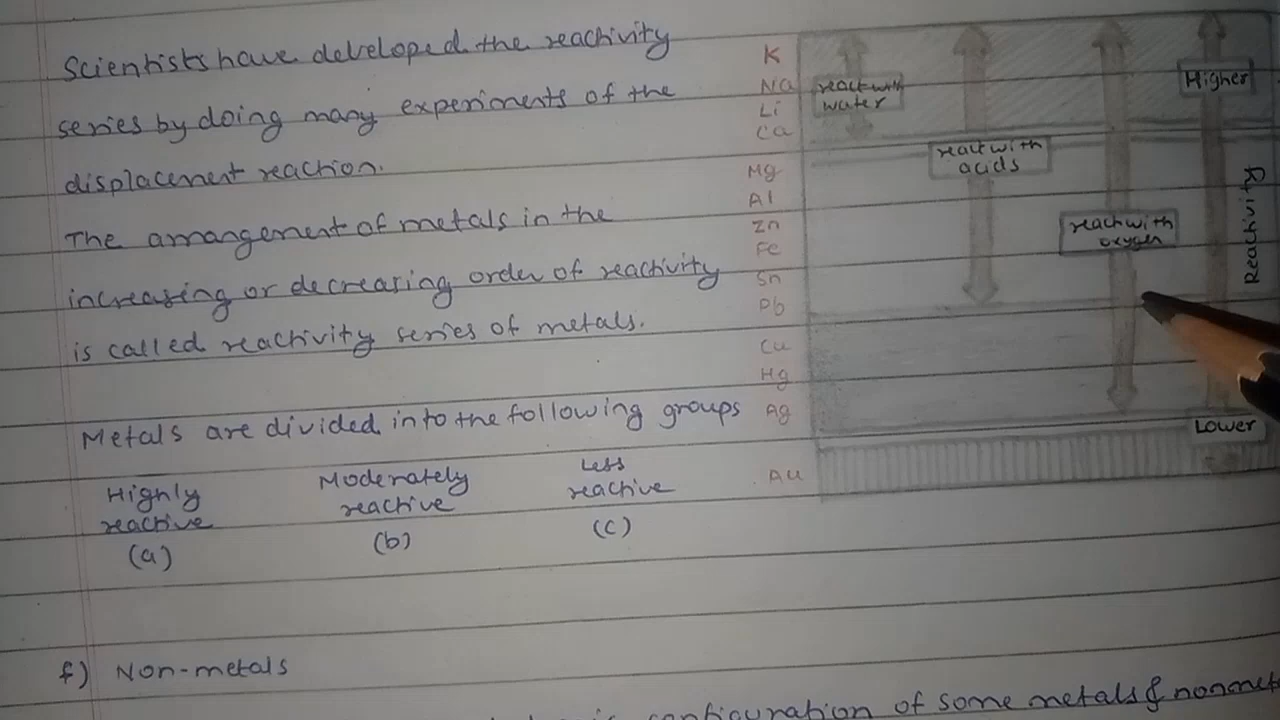 Scientists have developed the reactivity
series by doing many experiments of the
displacement reaction.
The arrangement of metals in the
increasing or decreasing order of reactivity
is called reactivity series of metals.
Metals are divided into the following groups
Highly reactive
(a)
Moderately reactive
(b)
Less reactive
(c)
K
Na
Li
Ca
Mg
Al
Zn
Fe
Sn
Pb
Cu
Hg
Ag
Au
react with
water
react with
acids
react with
oxygen
Higher
Reactivity
Lower
f) Non-metals
configuration of some metals &